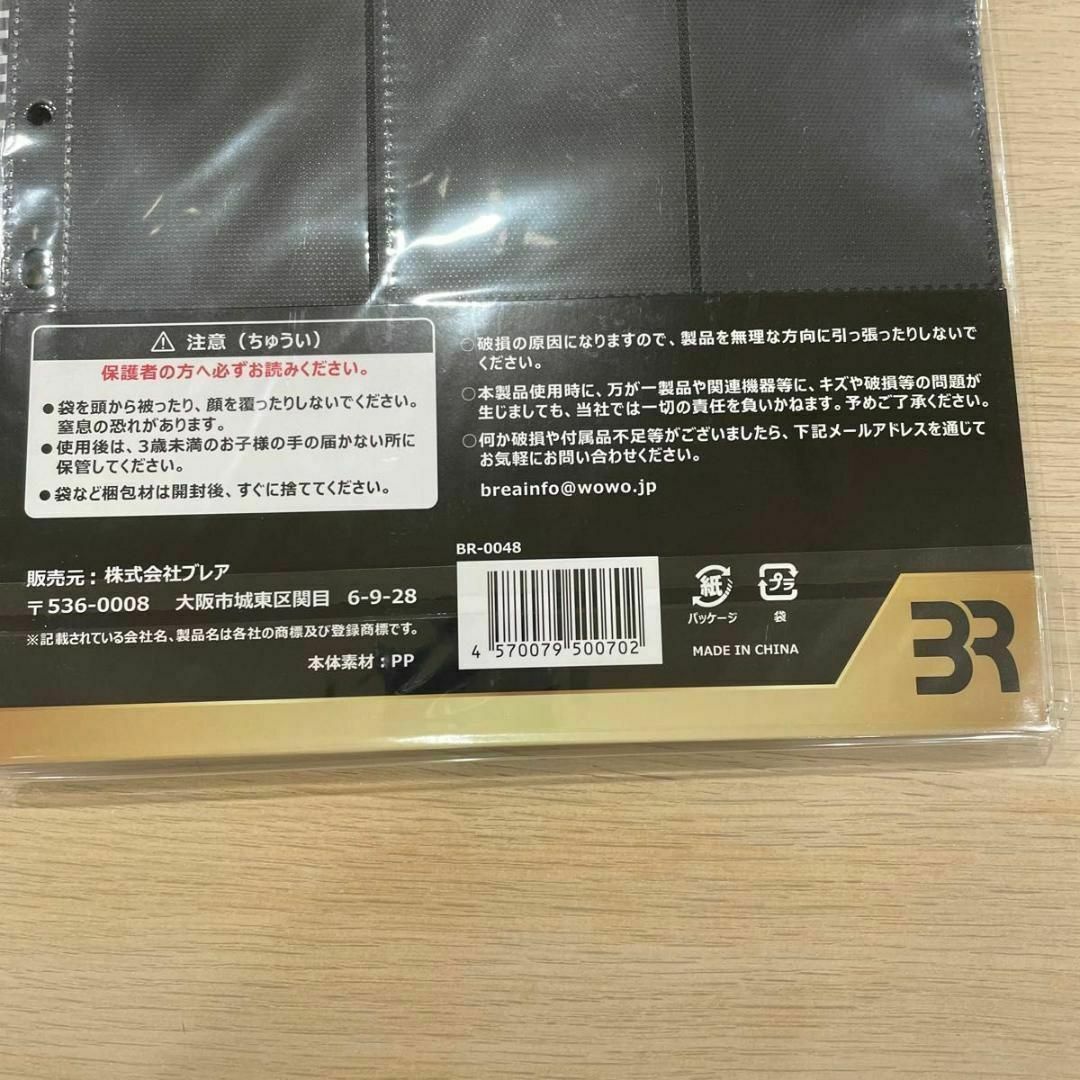 ⚠ 注意（ちゅうい）
保護者の方へ必ずお読みください。
●袋を頭から被ったり、顔を覆ったりしないでください。
窒息の恐れがあります。
●使用後は、3歳未満のお子様の手の届かない所に
保管してください。
●袋など梱包材は開封後、すぐに捨ててください。
○破損の原因になりますので、製品を無理な方向に引っ張ったりしないで
ください。
○本製品使用時に、万が一製品や関連機器等に、キズや破損等の問題が
生じましても、当社では一切の責任を負いかねます。予めご了承ください。
○何か破損や付属品不足等がございましたら、下記メールアドレスを通じて
お気軽にお問い合わせください。
breainfo@wowo.jp
販売元：株式会社ブレア
〒536-0008 大阪市城東区関目 6-9-28
※記載されている会社名、製品名は各社の商標及び登録商標です。
本体素材：PP
BR-0048
4 570079 500702
紙 プラ
パッケージ 袋
MADE IN CHINA
BR